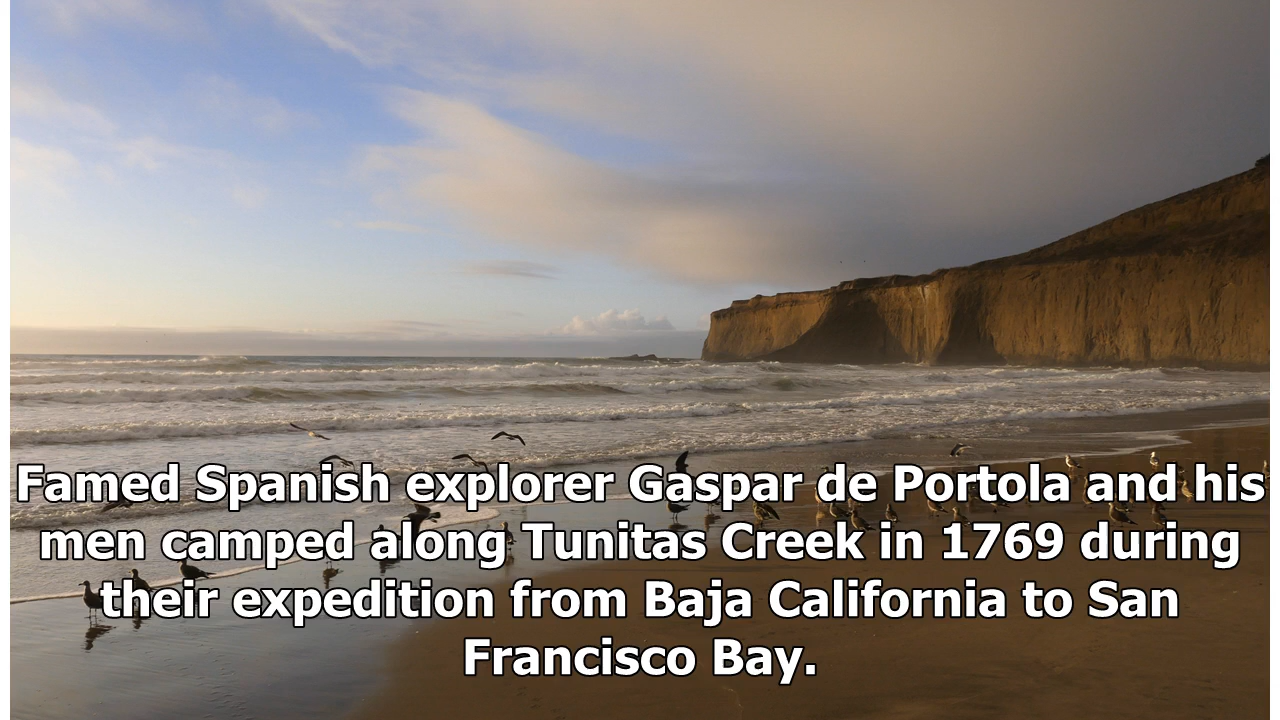 Famed Spanish explorer Gaspar de Portola and his
men camped along Tunitas Creek in 1769 during
their expedition from Baja California to San
Francisco Bay.